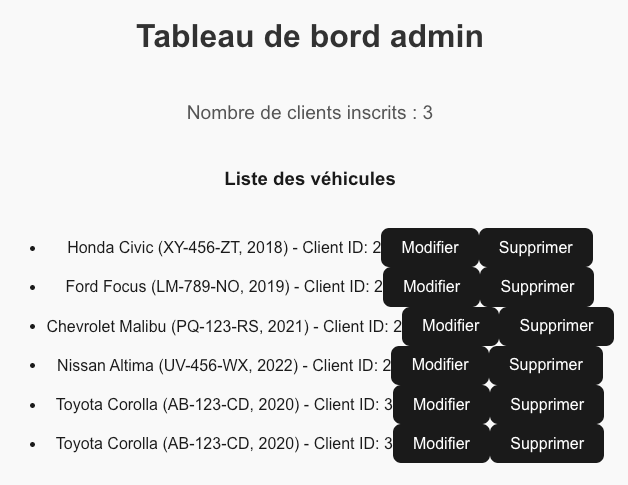 Tableau de bord admin
Nombre de clients inscrits : 3
Liste des véhicules
• Honda Civic (XY-456-ZT, 2018) - Client ID: 2 Modifier Supprimer
• Ford Focus (LM-789-NO, 2019) - Client ID: 2 Modifier Supprimer
• Chevrolet Malibu (PQ-123-RS, 2021) - Client ID: 2 Modifier Supprimer
• Nissan Altima (UV-456-WX, 2022) - Client ID: 2 Modifier Supprimer
• Toyota Corolla (AB-123-CD, 2020) - Client ID: 3 Modifier Supprimer
• Toyota Corolla (AB-123-CD, 2020) - Client ID: 3 Modifier Supprimer